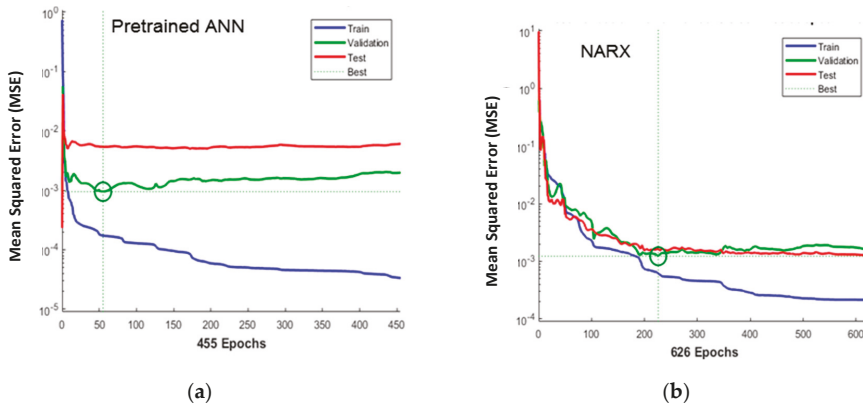 Pretrained ANN
Train
Validation
Test
Best
Mean Squared Error (MSE)
10^0
10^-1
10^-2
10^-3
10^-4
10^-5
0 50 100 150 200 250 300 350 400 450
455 Epochs
(a)
NARX
Train
Validation
Test
Best
Mean Squared Error (MSE)
10^1
10^0
10^-1
10^-2
10^-3
10^-4
0 100 200 300 400 500 600
626 Epochs
(b)